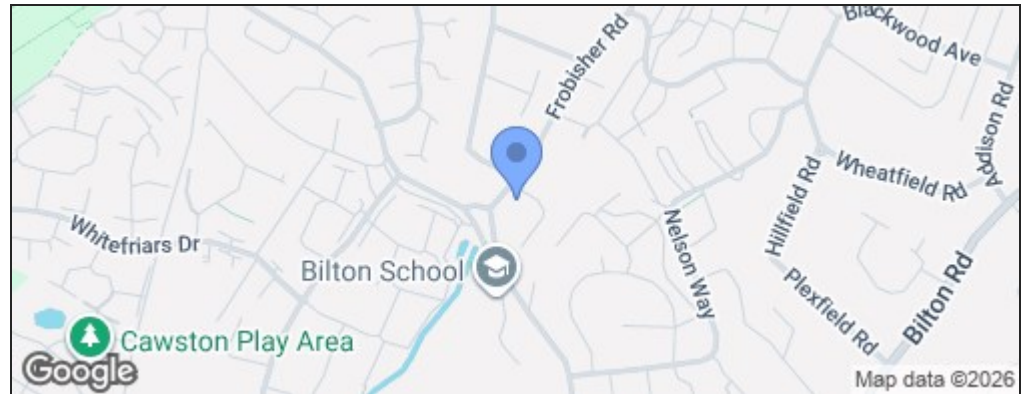 Blackwood Ave
Frobisher Rd
Addison Rd
Wheatfield Rd
Hillfield Rd
Nelson Way
Whitefriars Dr
Bilton School
Plexfield Rd
Bilton Rd
Cawston Play Area
Google
Map data ©2026